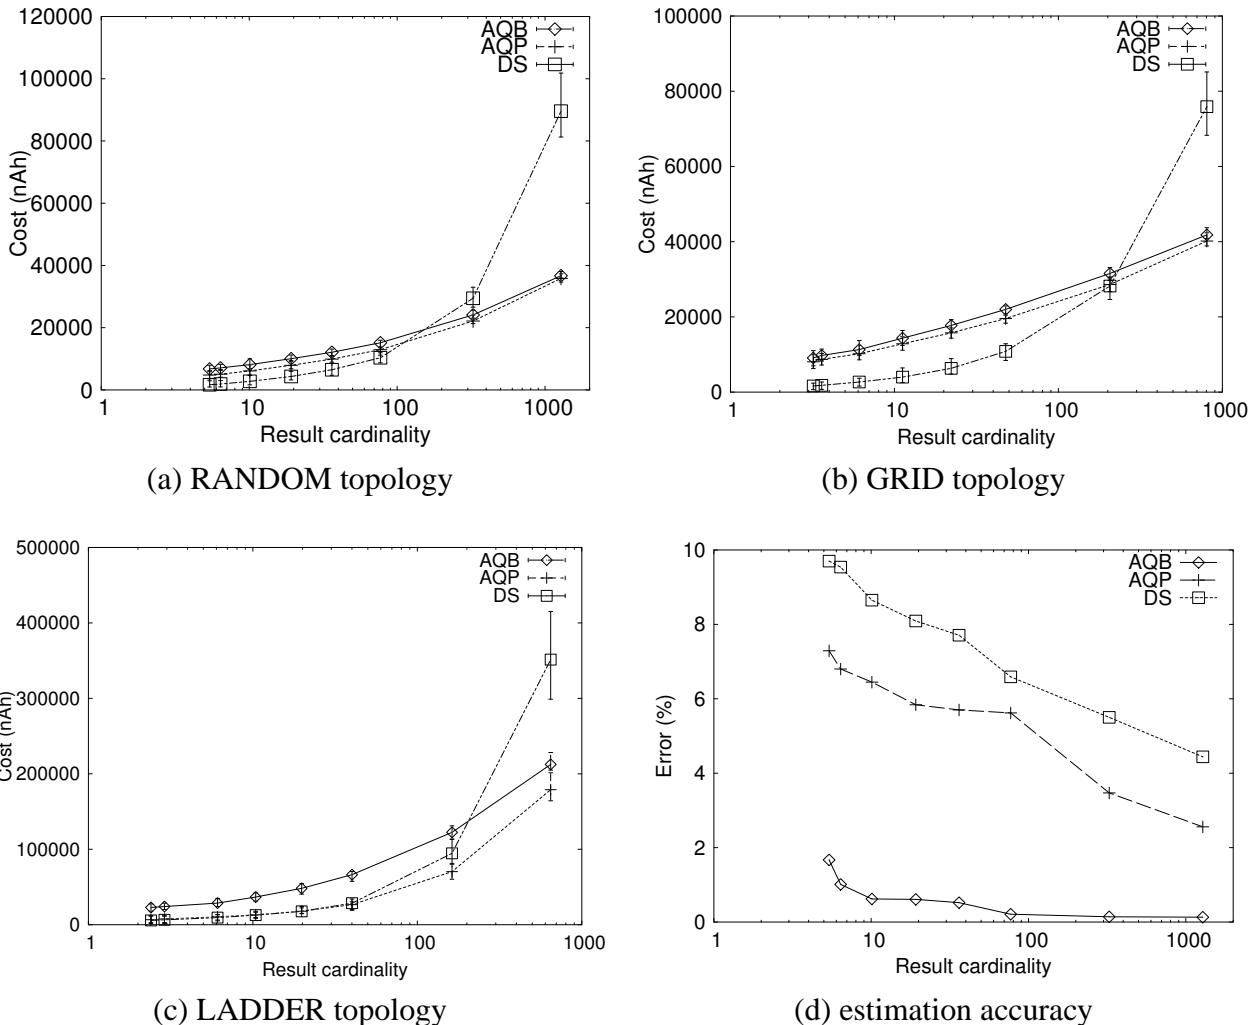 120000
100000
80000
60000
40000
20000
0
Cost (nAh)
AQB
AQP
DS
1 10 100 1000
Result cardinality
(a) RANDOM topology
100000
80000
60000
40000
20000
0
Cost (nAh)
AQB
AQP
DS
1 10 100 1000
Result cardinality
(b) GRID topology
500000
400000
300000
200000
100000
0
Cost (nAh)
AQB
AQP
DS
1 10 100 1000
Result cardinality
(c) LADDER topology
10
8
6
4
2
0
Error (%)
AQB
AQP
DS
1 10 100 1000
Result cardinality
(d) estimation accuracy